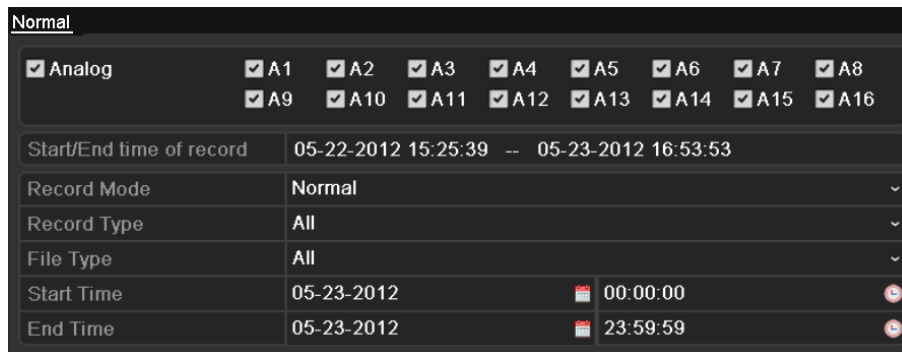 Normal
Analog A1 A2 A3 A4 A5 A6 A7 A8
A9 A10 A11 A12 A13 A14 A15 A16
Start/End time of record 05-22-2012 15:25:39 -- 05-23-2012 16:53:53
Record Mode Normal
Record Type All
File Type All
Start Time 05-23-2012 00:00:00
End Time 05-23-2012 23:59:59